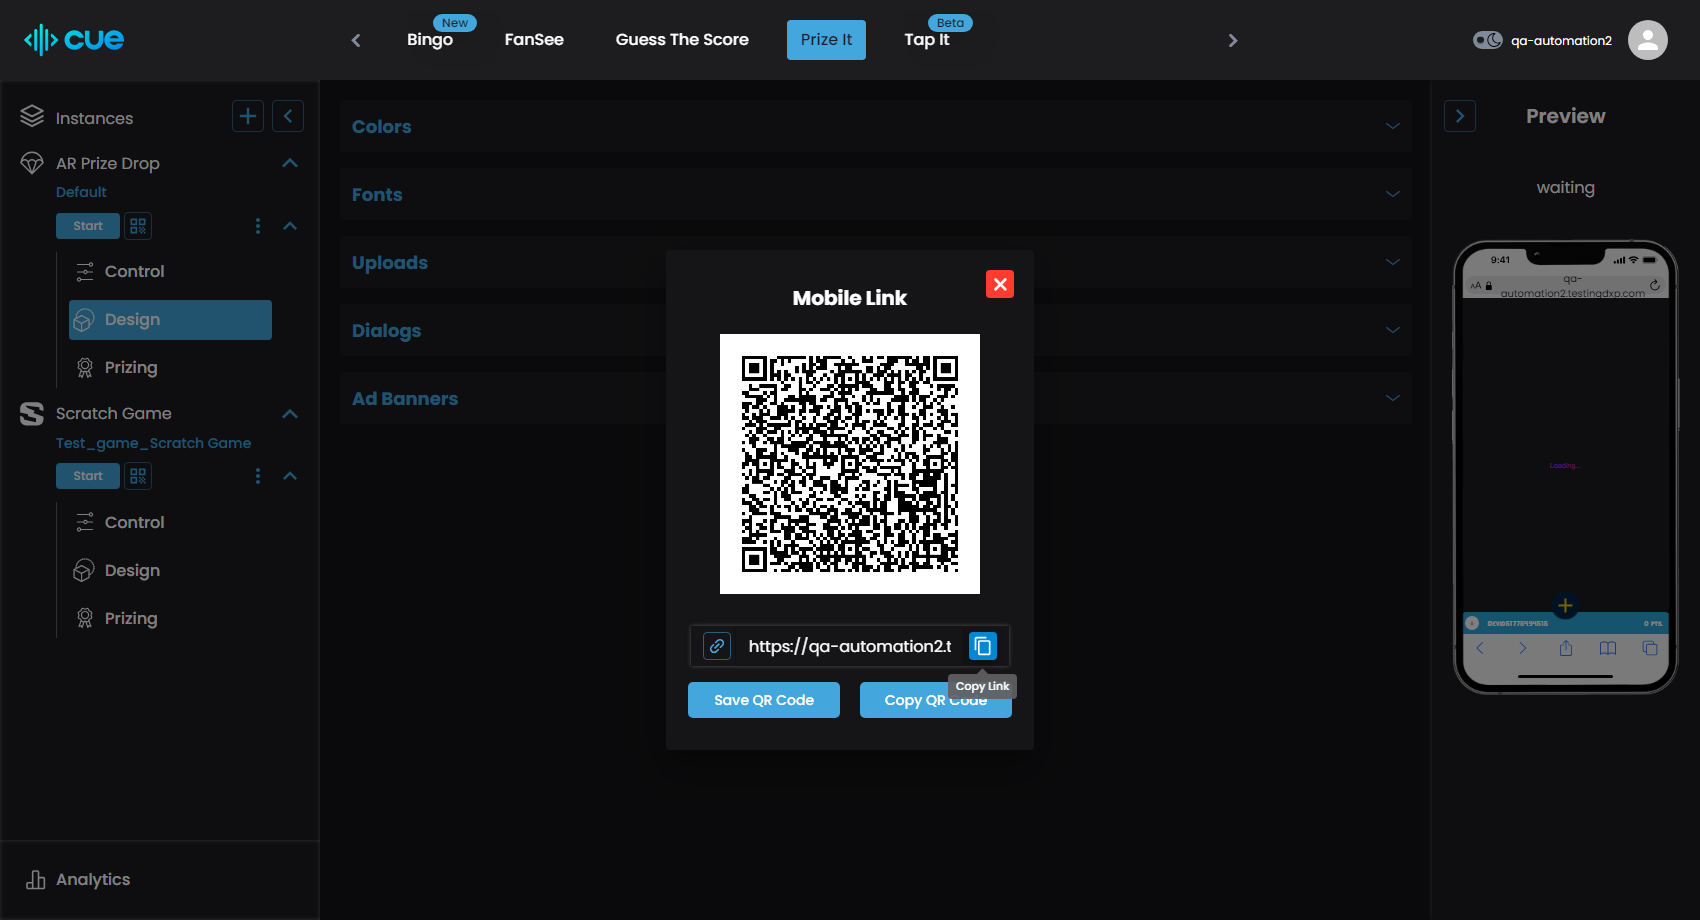 cue
New
Bingo
FanSee
Guess The Score
Prize It
Beta
Tap It
qa-automation2
Instances
AR Prize Drop
Default
Start
Control
Design
Prizing
Scratch Game
Test_game_Scratch Game
Start
Control
Design
Prizing
Analytics
Colors
Fonts
Uploads
Dialogs
Ad Banners
Mobile Link
https://qa-automation2.t
Copy Link
Save QR Code
Copy QR Code
Preview
waiting
9:41
AA
qa-
automation2.testingdxp.com
Loading...
0 PTS.